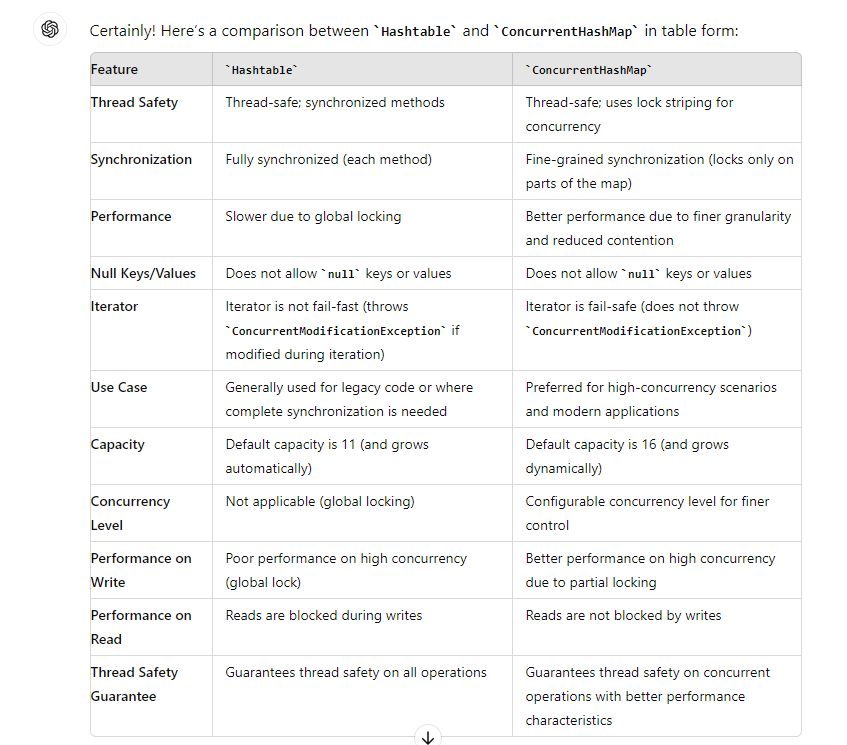 Certainly! Here's a comparison between `Hashtable` and `ConcurrentHashMap` in table form:
Feature `Hashtable` `ConcurrentHashMap`
Thread Safety Thread-safe; synchronized methods Thread-safe; uses lock striping for
concurrency
Synchronization Fully synchronized (each method) Fine-grained synchronization (locks only on
parts of the map)
Performance Slower due to global locking Better performance due to finer granularity
and reduced contention
Null Keys/Values Does not allow `null` keys or values Does not allow `null` keys or values
Iterator Iterator is not fail-fast (throws Iterator is fail-safe (does not throw
`ConcurrentModificationException` if `ConcurrentModificationException`)
modified during iteration)
Use Case Generally used for legacy code or where Preferred for high-concurrency scenarios
complete synchronization is needed and modern applications
Capacity Default capacity is 11 (and grows Default capacity is 16 (and grows
automatically) dynamically)
Concurrency Not applicable (global locking) Configurable concurrency level for finer
Level control
Performance on Poor performance on high concurrency Better performance on high concurrency
Write (global lock) due to partial locking
Performance on Reads are blocked during writes Reads are not blocked by writes
Read
Thread Safety Guarantees thread safety on all operations Guarantees thread safety on concurrent
Guarantee operations with better performance
characteristics